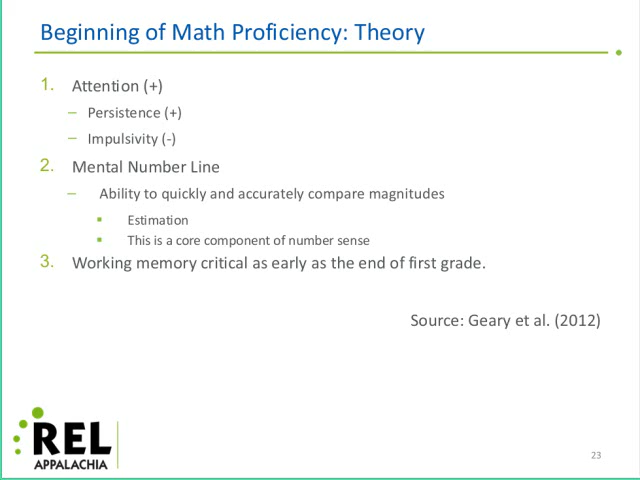 Beginning of Math Proficiency: Theory
1. Attention (+)
– Persistence (+)
– Impulsivity (-)
2. Mental Number Line
– Ability to quickly and accurately compare magnitudes
▪ Estimation
▪ This is a core component of number sense
3. Working memory critical as early as the end of first grade.
Source: Geary et al. (2012)
REL
APPALACHIA
23